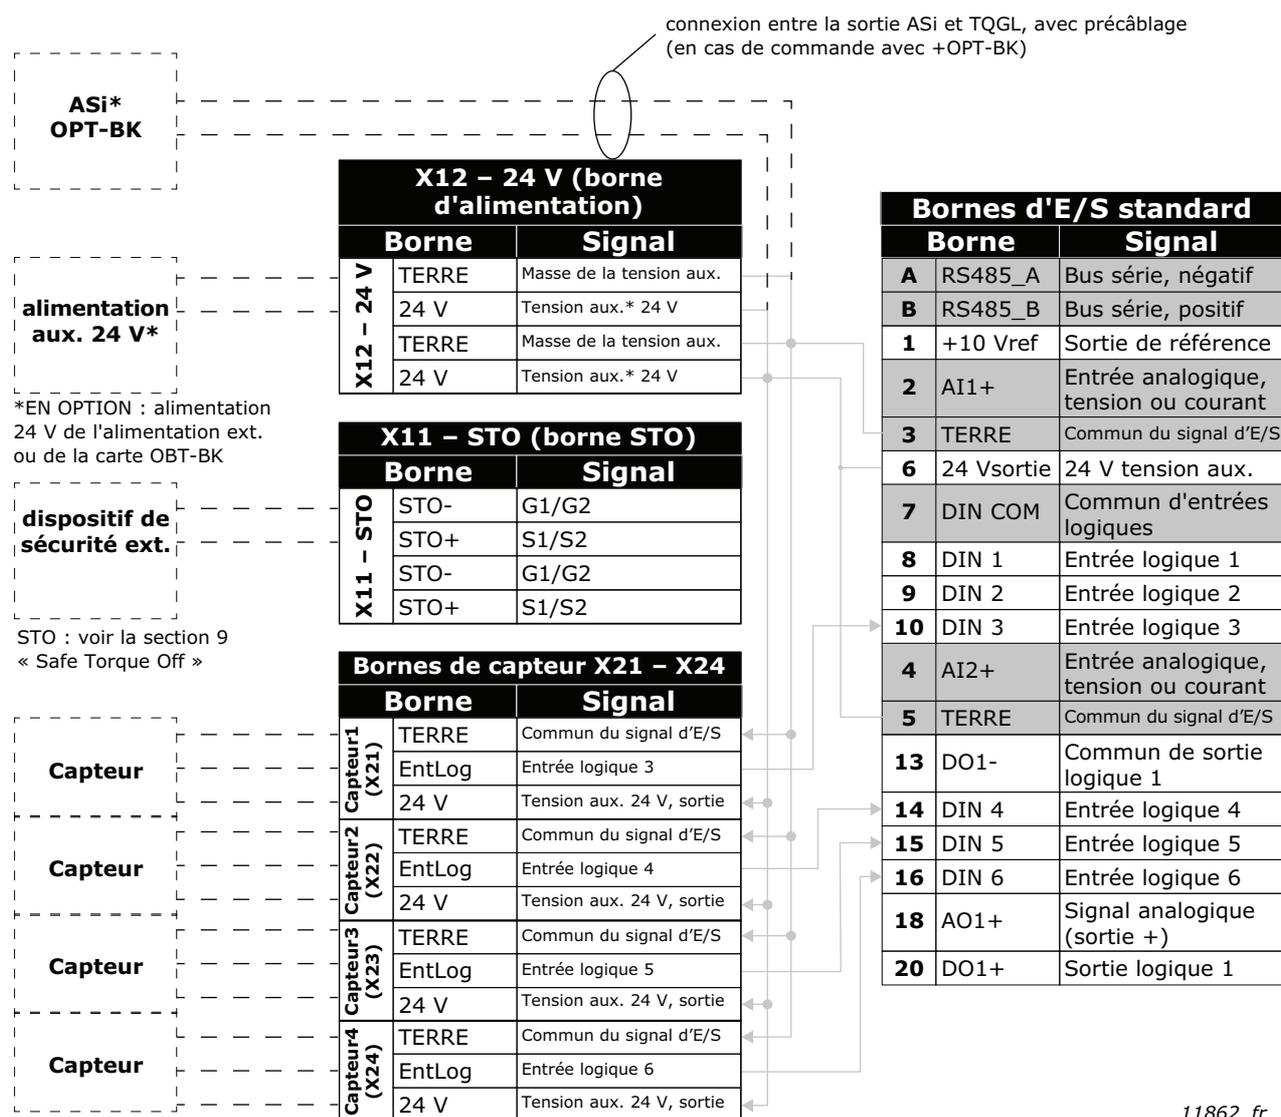 connexion entre la sortie ASi et TQGL, avec précâblage
(en cas de commande avec +OPT-BK)
ASi*
OPT-BK
alimentation
aux. 24 V*
*EN OPTION : alimentation
24 V de l'alimentation ext.
ou de la carte OBT-BK
dispositif de
sécurité ext.
STO : voir la section 9
« Safe Torque Off »
Capteur
Capteur
Capteur
Capteur
X12 – 24 V (borne
d'alimentation)
Borne Signal
X12 – 24 V
TERRE Masse de la tension aux.
24 V Tension aux.* 24 V
TERRE Masse de la tension aux.
24 V Tension aux.* 24 V
X11 – STO (borne STO)
Borne Signal
X11 – STO
STO- G1/G2
STO+ S1/S2
STO- G1/G2
STO+ S1/S2
Bornes de capteur X21 – X24
Borne Signal
Capteur1
(X21)
TERRE Commun du signal d'E/S
EntLog Entrée logique 3
24 V Tension aux. 24 V, sortie
Capteur2
(X22)
TERRE Commun du signal d'E/S
EntLog Entrée logique 4
24 V Tension aux. 24 V, sortie
Capteur3
(X23)
TERRE Commun du signal d'E/S
EntLog Entrée logique 5
24 V Tension aux. 24 V, sortie
Capteur4
(X24)
TERRE Commun du signal d'E/S
EntLog Entrée logique 6
24 V Tension aux. 24 V, sortie
Bornes d'E/S standard
Borne Signal
A RS485_A Bus série, négatif
B RS485_B Bus série, positif
1 +10 Vref Sortie de référence
2 AI1+ Entrée analogique,
tension ou courant
3 TERRE Commun du signal d'E/S
6 24 Vsortie 24 V tension aux.
7 DIN COM Commun d'entrées
logiques
8 DIN 1 Entrée logique 1
9 DIN 2 Entrée logique 2
10 DIN 3 Entrée logique 3
4 AI2+ Entrée analogique,
tension ou courant
5 TERRE Commun du signal d'E/S
13 DO1- Commun de sortie
logique 1
14 DIN 4 Entrée logique 4
15 DIN 5 Entrée logique 5
16 DIN 6 Entrée logique 6
18 AO1+ Signal analogique
(sortie +)
20 DO1+ Sortie logique 1
11862_fr